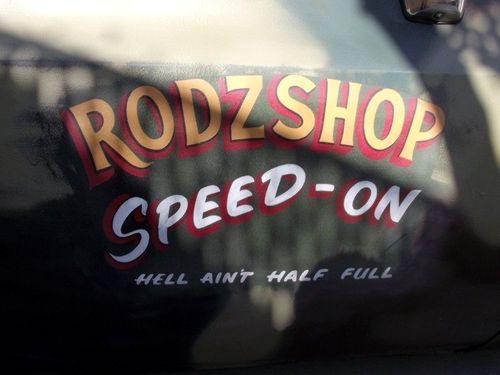 RODZSHOP
SPEED-ON
HELL AIN'T HALF FULL